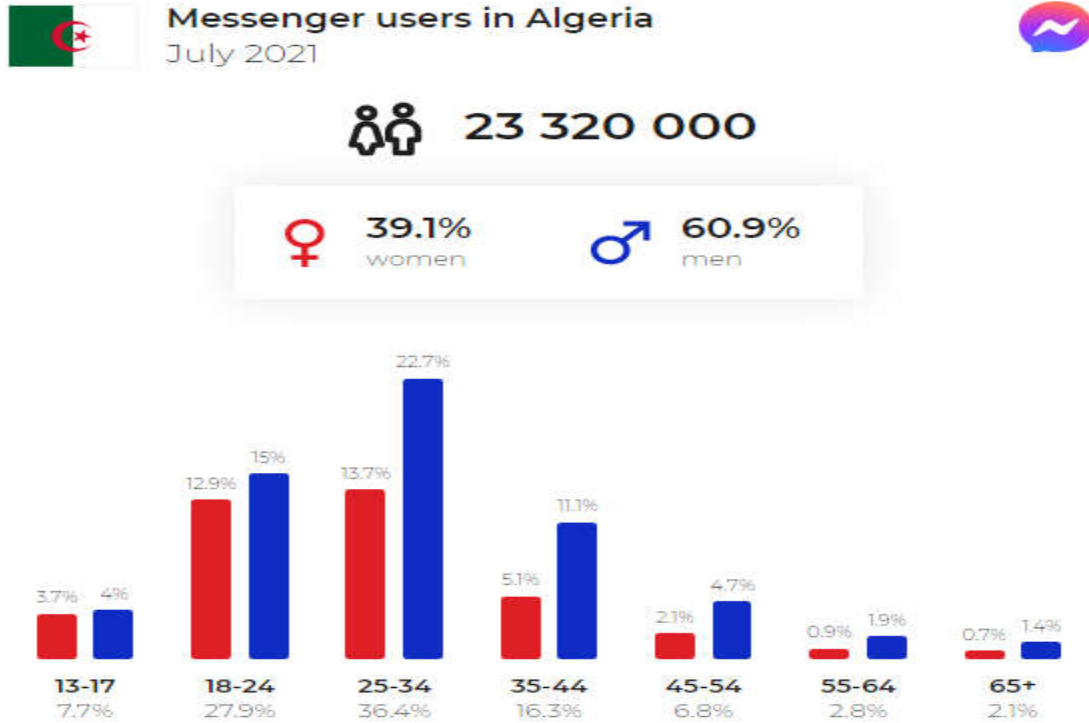 Messenger users in Algeria
July 2021
23 320 000
39.1%
women
60.9%
men
3.7% 4% 12.9% 15% 13.7% 22.7% 5.1% 11.1% 2.1% 4.7% 0.9% 1.9% 0.7% 1.4%
13-17 18-24 25-34 35-44 45-54 55-64 65+
7.7% 27.9% 36.4% 16.3% 6.8% 2.8% 2.1%